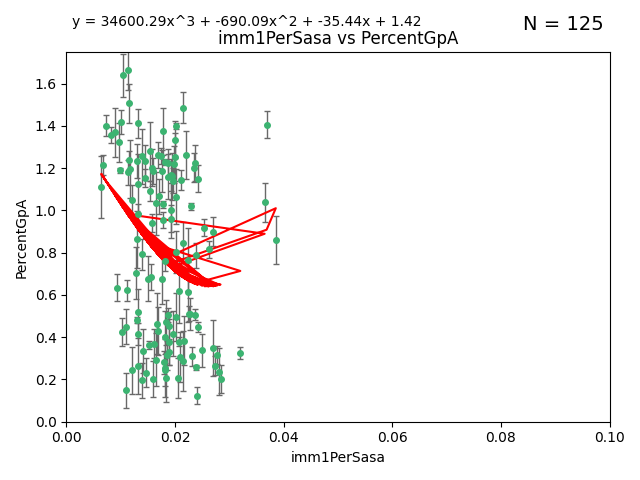 y = 34600.29x^3 + -690.09x^2 + -35.44x + 1.42
N = 125
imm1PerSasa vs PercentGpA
PercentGpA
1.6
1.4
1.2
1.0
0.8
0.6
0.4
0.2
0.0
0.00 0.02 0.04 0.06 0.08 0.10
imm1PerSasa